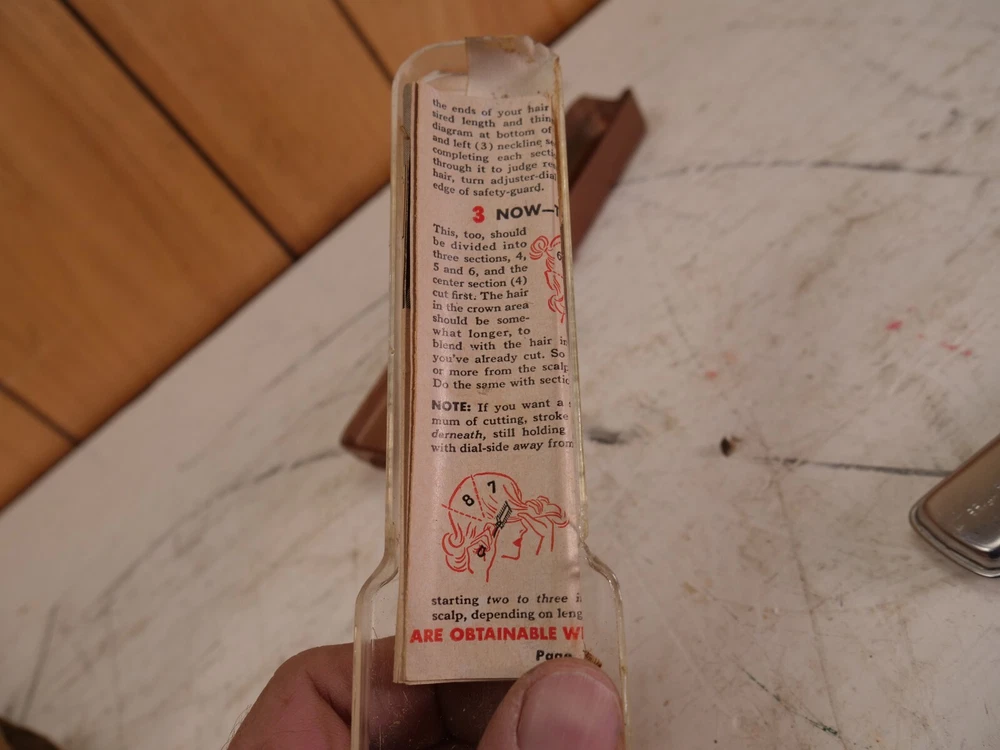 the ends of your hair
sired length and thin
diagram at bottom of
and left (3) neckline se
completing each secti
through it to judge re
hair, turn adjuster-dia
edge of safety-guard.
3 NOW—T
This, too, should
be divided into
three sections, 4,
5 and 6, and the
center section (4)
cut first. The hair
in the crown area
should be some-
what longer, to
blend with the hair in
you've already cut. So
or more from the scalp
Do the same with sectio
6
NOTE: If you want a
mum of cutting, stroke
derneath, still holding
with dial-side away from
8 7
starting two to three i
scalp, depending on leng
ARE OBTAINABLE WI
Page